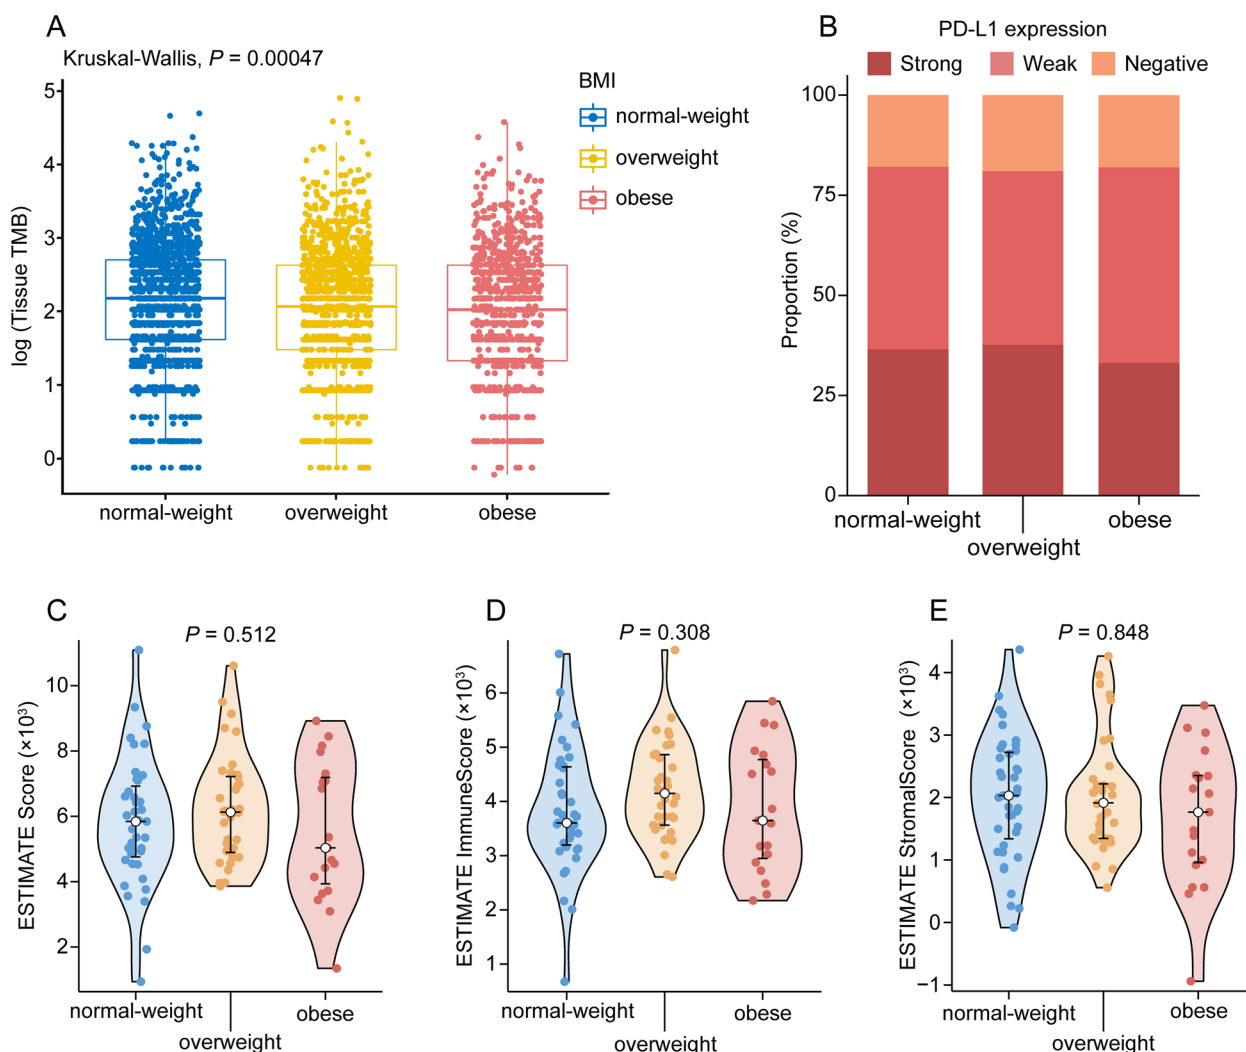 A
Kruskal-Wallis, P = 0.00047
log (Tissue TMB)
5
4
3
2
1
0
normal-weight
overweight
obese
BMI
normal-weight
overweight
obese
B
PD-L1 expression
Strong
Weak
Negative
Proportion (%)
100
75
50
25
0
normal-weight
overweight
obese
C
P = 0.512
ESTIMATE Score (×10³)
10
8
6
4
2
normal-weight
overweight
obese
D
P = 0.308
ESTIMATE ImmuneScore (×10³)
6
5
4
3
2
1
normal-weight
overweight
obese
E
P = 0.848
ESTIMATE StromalScore (×10³)
4
3
2
1
0
−1
normal-weight
overweight
obese